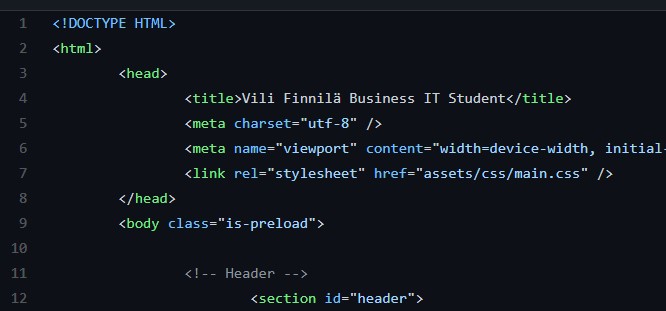 1 <!DOCTYPE HTML>
2 <html>
3 <head>
4 <title>Vili Finnilä Business IT Student</title>
5 <meta charset="utf-8" />
6 <meta name="viewport" content="width=device-width, initial-
7 <link rel="stylesheet" href="assets/css/main.css" />
8 </head>
9 <body class="is-preload">
10
11 <!-- Header -->
12 <section id="header">